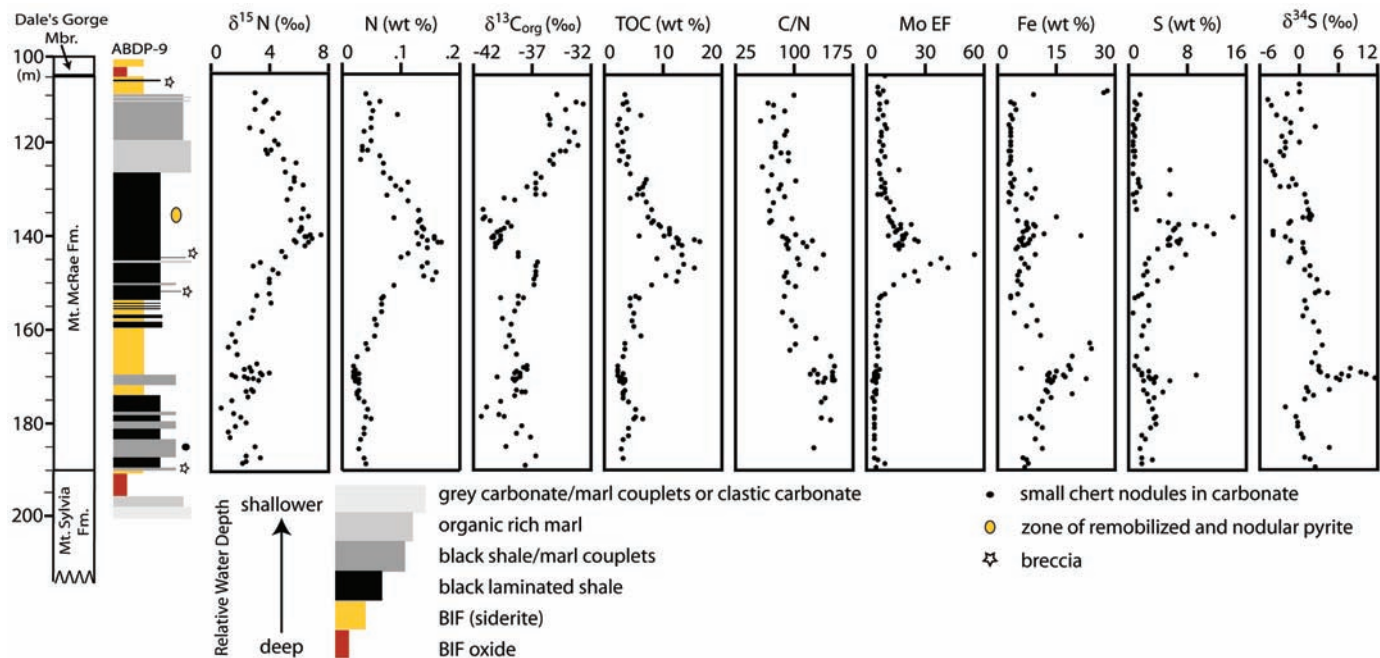 Dale's Gorge
Mbr.
ABDP-9
δ¹⁵N (‰)
N (wt %)
δ¹³Corg (‰)
TOC (wt %)
C/N
Mo EF
Fe (wt %)
S (wt %)
δ³⁴S (‰)
0 4 8
0 .1 .2
-42 -37 -32
0 10 20
25 100 175
0 30 60
0 15 30
0 8 16
-6 0 6 12
100
(m)
120
140
160
180
200
Mt. McRae Fm.
Mt. Sylvia
Fm.
Relative Water Depth
shallower
deep
grey carbonate/marl couplets or clastic carbonate
organic rich marl
black shale/marl couplets
black laminated shale
BIF (siderite)
BIF oxide
small chert nodules in carbonate
zone of remobilized and nodular pyrite
breccia